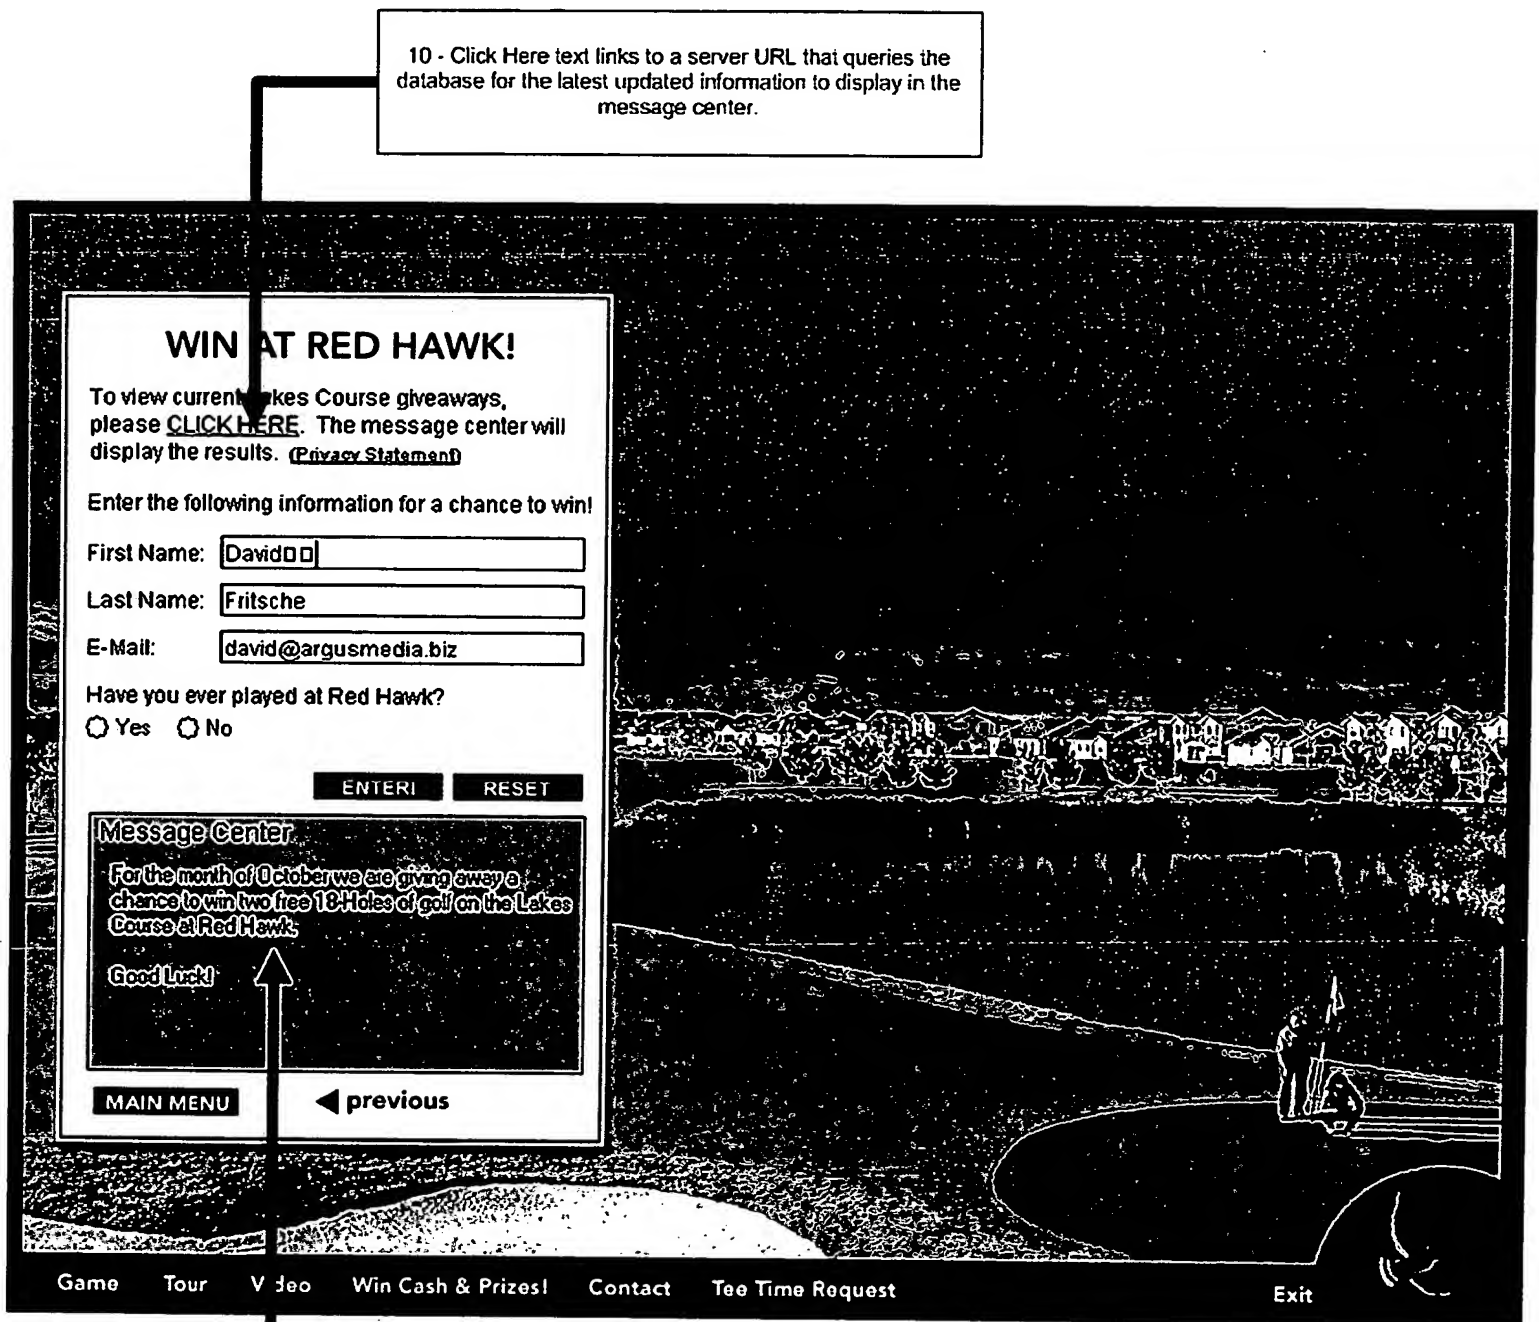 10 - Click Here text links to a server URL that queries the
database for the latest updated information to display in the
message center.
WIN AT RED HAWK!
To view current Lakes Course giveaways,
please CLICK HERE. The message center will
display the results. (Privacy Statement)
Enter the following information for a chance to win!
First Name: David
Last Name: Fritsche
E-Mail: david@argusmedia.biz
Have you ever played at Red Hawk?
Yes No
ENTER! RESET
Message Center
For the month of October we are giving away a
chance to win two free 18-Holes of golf on the Lakes
Course at Red Hawk.
Good Luck!
MAIN MENU previous
Game Tour Video Win Cash & Prizes! Contact Tee Time Request Exit